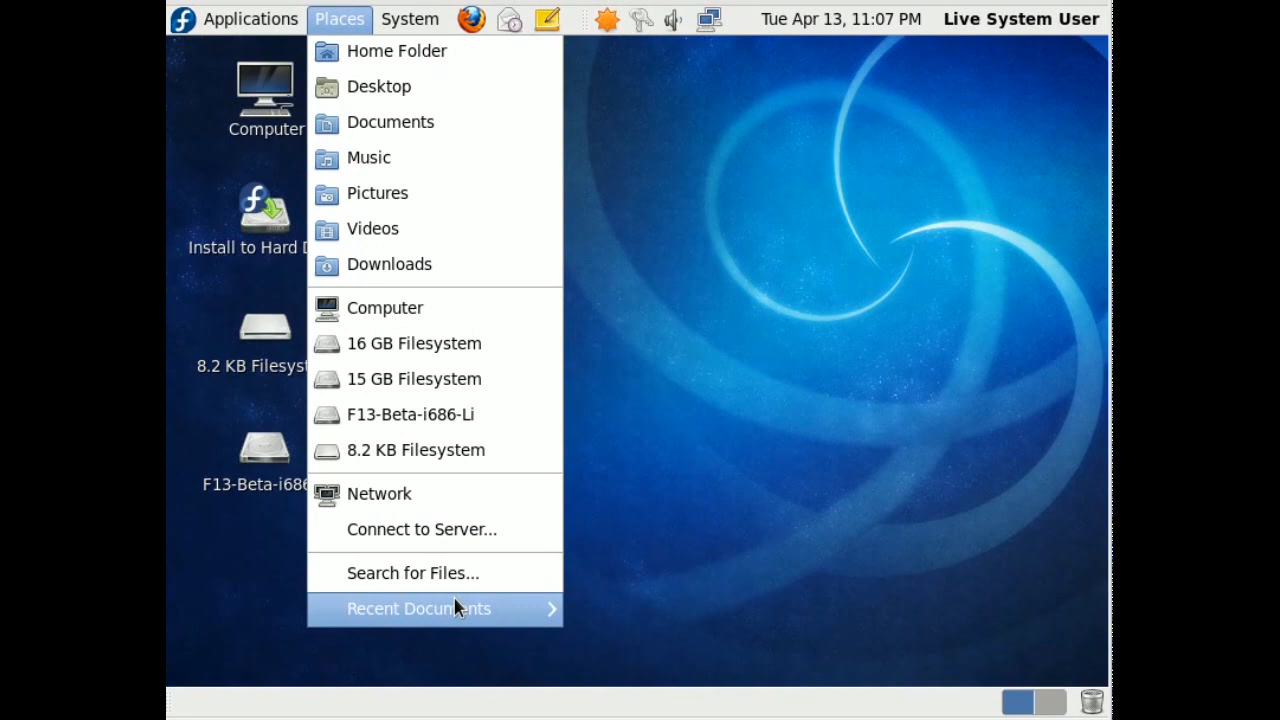 Applications Places System Tue Apr 13, 11:07 PM Live System User
Home Folder
Desktop
Documents
Music
Pictures
Videos
Downloads
Computer
16 GB Filesystem
15 GB Filesystem
F13-Beta-i686-Li
8.2 KB Filesystem
Network
Connect to Server...
Search for Files...
Recent Documents
Computer
Install to Hard
8.2 KB Filesyst
F13-Beta-i686